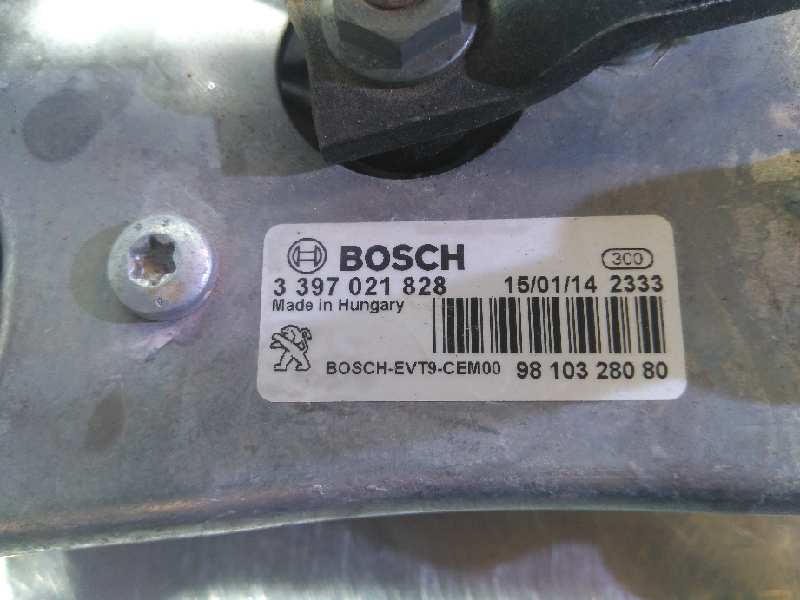 BOSCH 300
3 397 021 828 15/01/14 2333
Made in Hungary
BOSCH-EVT9-CEM00 98 103 280 80